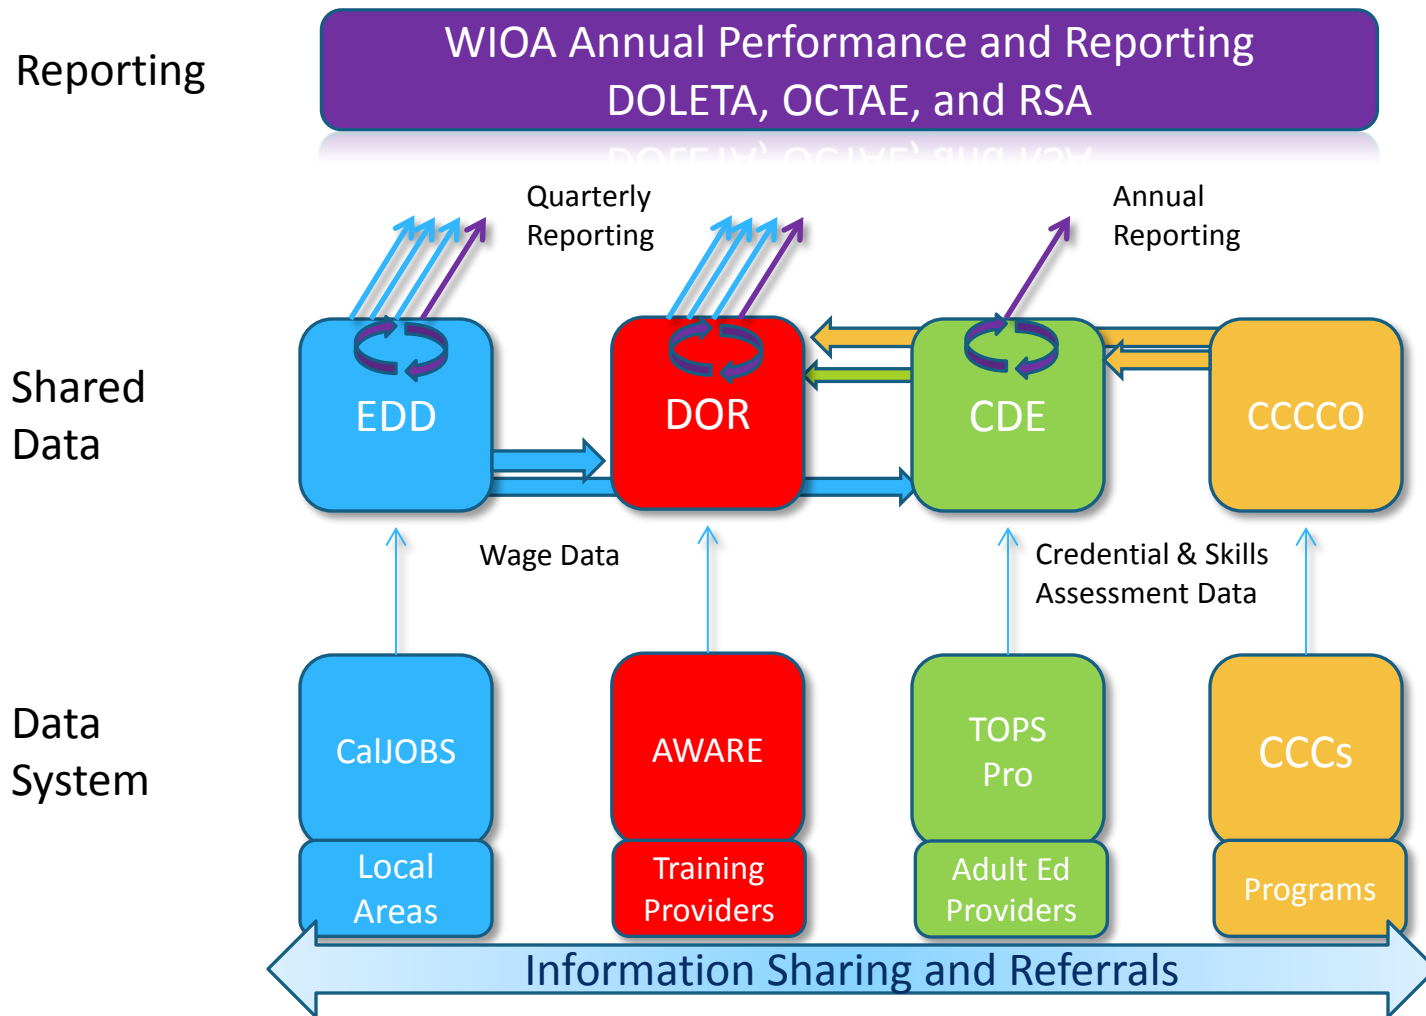 Reporting
WIOA Annual Performance and Reporting
DOLETA, OCTAE, and RSA
Quarterly
Reporting
Annual
Reporting
Shared
Data
EDD
DOR
CDE
CCCCO
Wage Data
Credential & Skills
Assessment Data
Data
System
CalJOBS
AWARE
TOPS
Pro
CCCs
Local
Areas
Training
Providers
Adult Ed
Providers
Programs
Information Sharing and Referrals